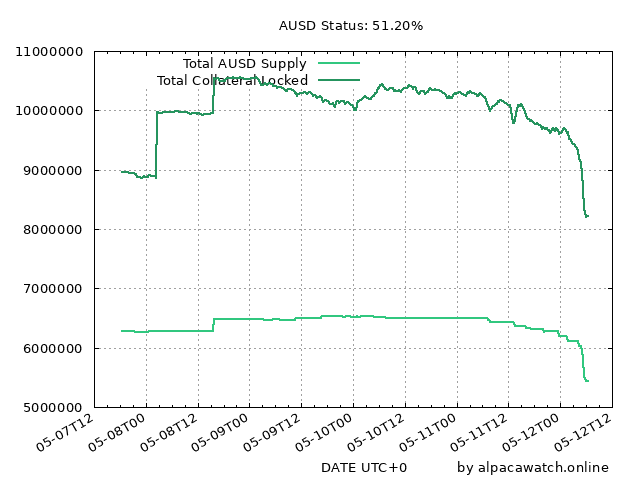 AUSD Status: 51.20%
Total AUSD Supply
Total Collateral Locked
11000000
10000000
9000000
8000000
7000000
6000000
5000000
05-07T12
05-08T00
05-08T12
05-09T00
05-09T12
05-10T00
05-10T12
05-11T00
05-11T12
05-12T00
05-12T12
DATE UTC+0
by alpacawatch.online